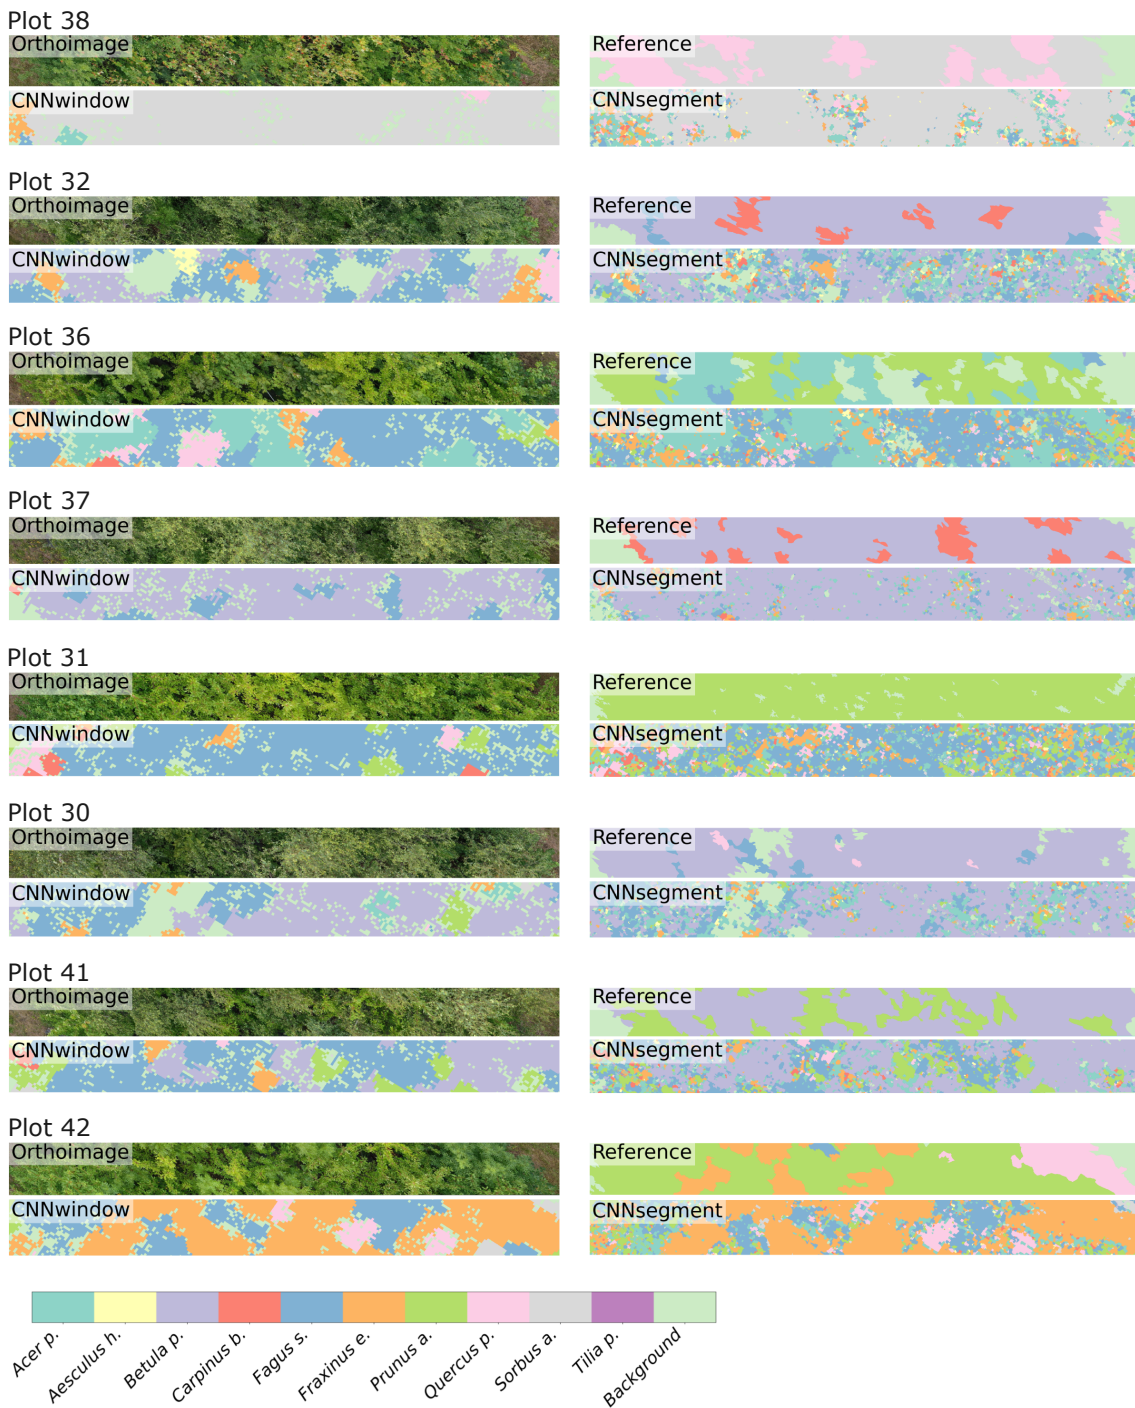 Plot 38
Orthoimage
Reference
CNNwindow
CNNsegment
Plot 32
Orthoimage
Reference
CNNwindow
CNNsegment
Plot 36
Orthoimage
Reference
CNNwindow
CNNsegment
Plot 37
Orthoimage
Reference
CNNwindow
CNNsegment
Plot 31
Orthoimage
Reference
CNNwindow
CNNsegment
Plot 30
Orthoimage
Reference
CNNwindow
CNNsegment
Plot 41
Orthoimage
Reference
CNNwindow
CNNsegment
Plot 42
Orthoimage
Reference
CNNwindow
CNNsegment
Acer p.
Aesculus h.
Betula p.
Carpinus b.
Fagus s.
Fraxinus e.
Prunus a.
Quercus p.
Sorbus a.
Tilia p.
Background